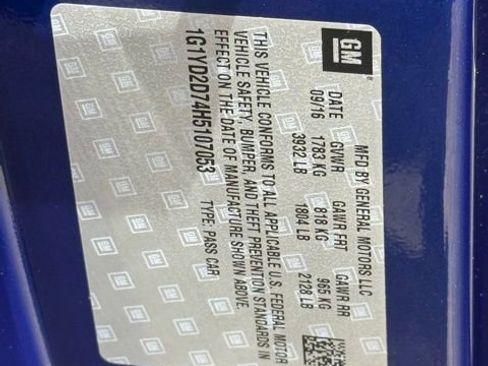 GM
MFD BY GENERAL MOTORS LLC
DATE GVWR GAWR FRT GAWR RR
09/16 1783 KG 818 KG 965 KG
3932 LB 1804 LB 2128 LB
THIS VEHICLE CONFORMS TO ALL APPLICABLE U.S. FEDERAL MOTOR
VEHICLE SAFETY, BUMPER, AND THEFT PREVENTION STANDARDS IN
EFFECT ON THE DATE OF MANUFACTURE SHOWN ABOVE.
1G1YD2D74H5107053 TYPE: PASS CAR